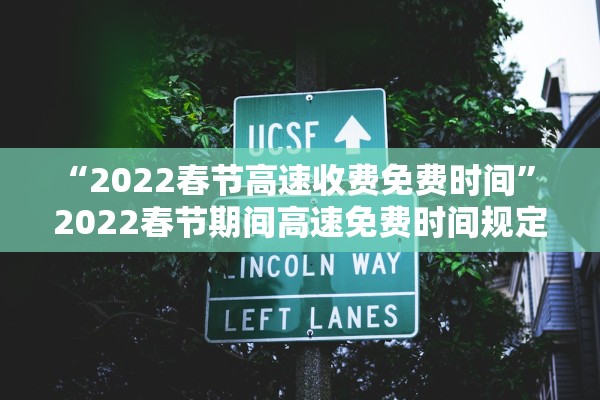 UCSF
“2022春节高速收费免费时间”
2022春节期间高速免费时间规定
LINCOLN WAY
LEFT LANES